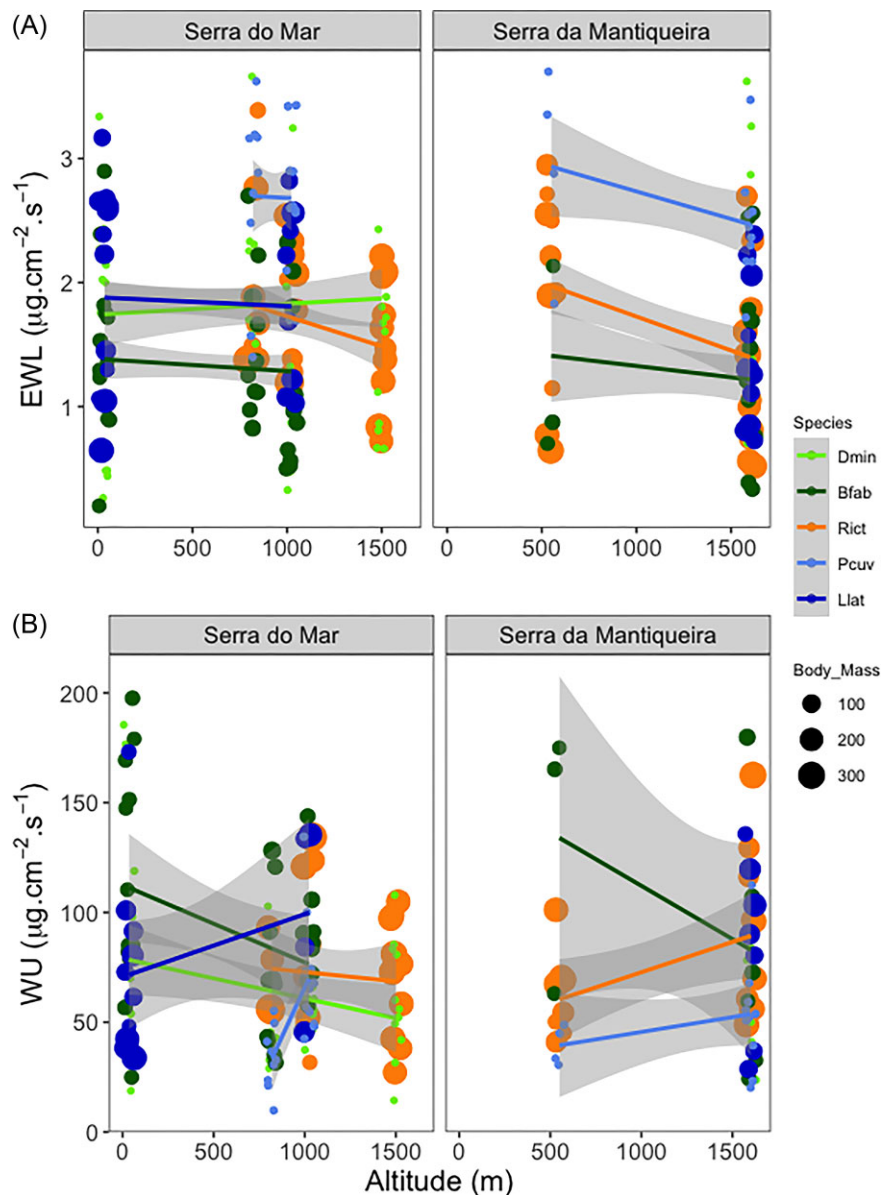 (A)
Serra do Mar
Serra da Mantiqueira
EWL (µg.cm⁻².s⁻¹)
3
2
1
0
500
1000
1500
0
500
1000
1500
Species
Dmin
Bfab
Rict
Pcuv
Llat
Body_Mass
100
200
300
(B)
Serra do Mar
Serra da Mantiqueira
WU (µg.cm⁻².s⁻¹)
200
150
100
50
0
0
500
1000
1500
0
500
1000
1500
Altitude (m)